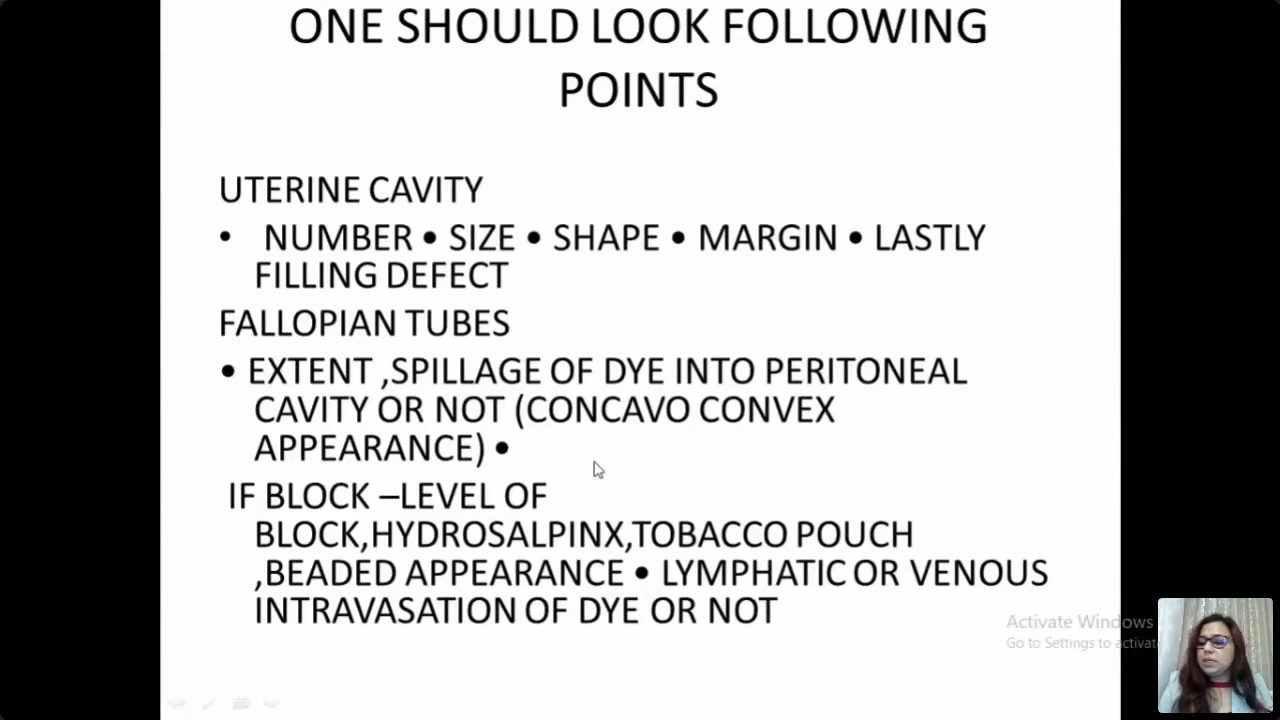 ONE SHOULD LOOK FOLLOWING
POINTS
UTERINE CAVITY
• NUMBER • SIZE • SHAPE • MARGIN • LASTLY
FILLING DEFECT
FALLOPIAN TUBES
• EXTENT ,SPILLAGE OF DYE INTO PERITONEAL
CAVITY OR NOT (CONCAVO CONVEX
APPEARANCE) •
IF BLOCK –LEVEL OF
BLOCK,HYDROSALPINX,TOBACCO POUCH
,BEADED APPEARANCE • LYMPHATIC OR VENOUS
INTRAVASATION OF DYE OR NOT
Activate Windows
Go to Settings to activate